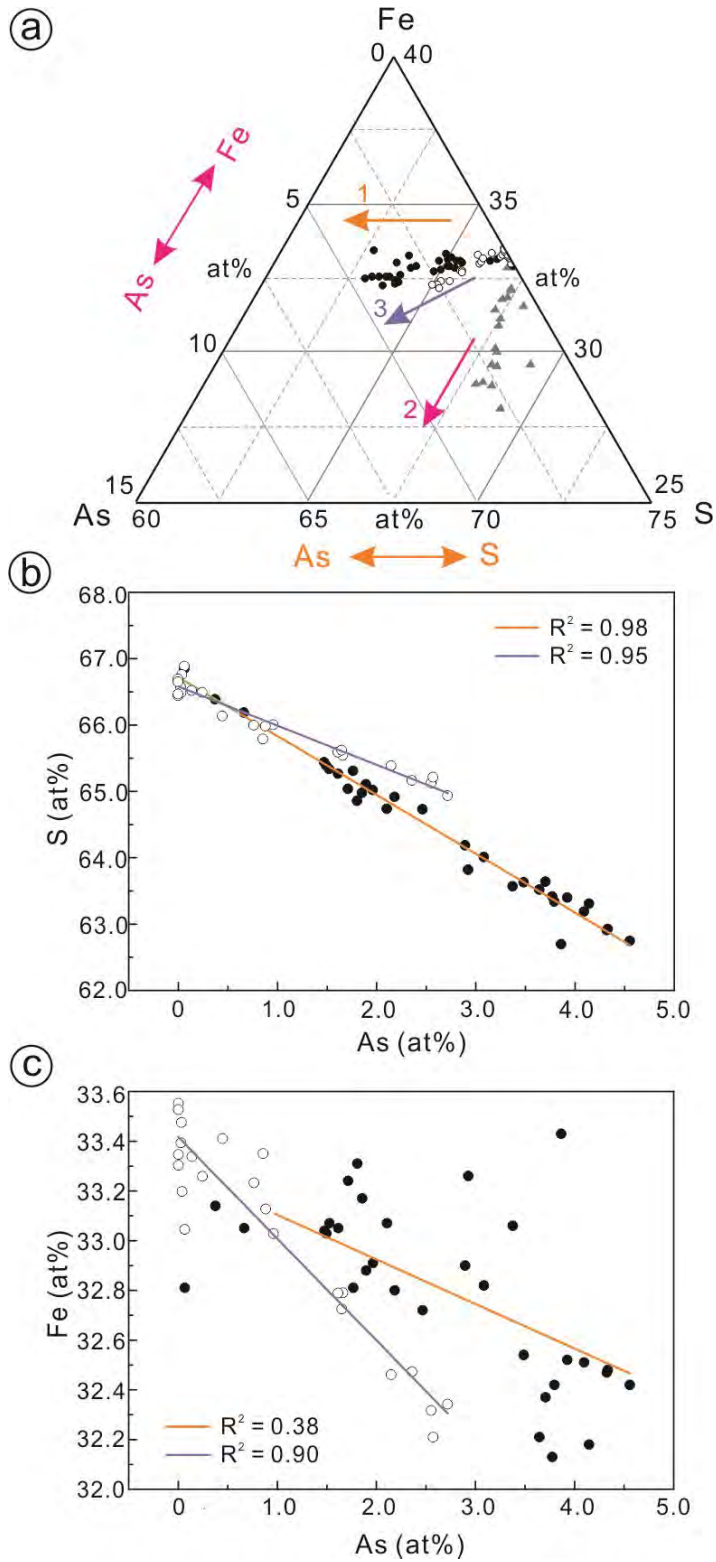 a
Fe
0 40
As Fe
5 35
1
at% at%
3
10 30
2
15 25
As 60 65 at% 70 75 S
As S
b
68.0
67.0
66.0
65.0
64.0
63.0
62.0
S (at%)
R² = 0.98
R² = 0.95
0 1.0 2.0 3.0 4.0 5.0
As (at%)
c
33.6
33.4
33.2
33.0
32.8
32.6
32.4
32.2
32.0
Fe (at%)
R² = 0.38
R² = 0.90
0 1.0 2.0 3.0 4.0 5.0
As (at%)